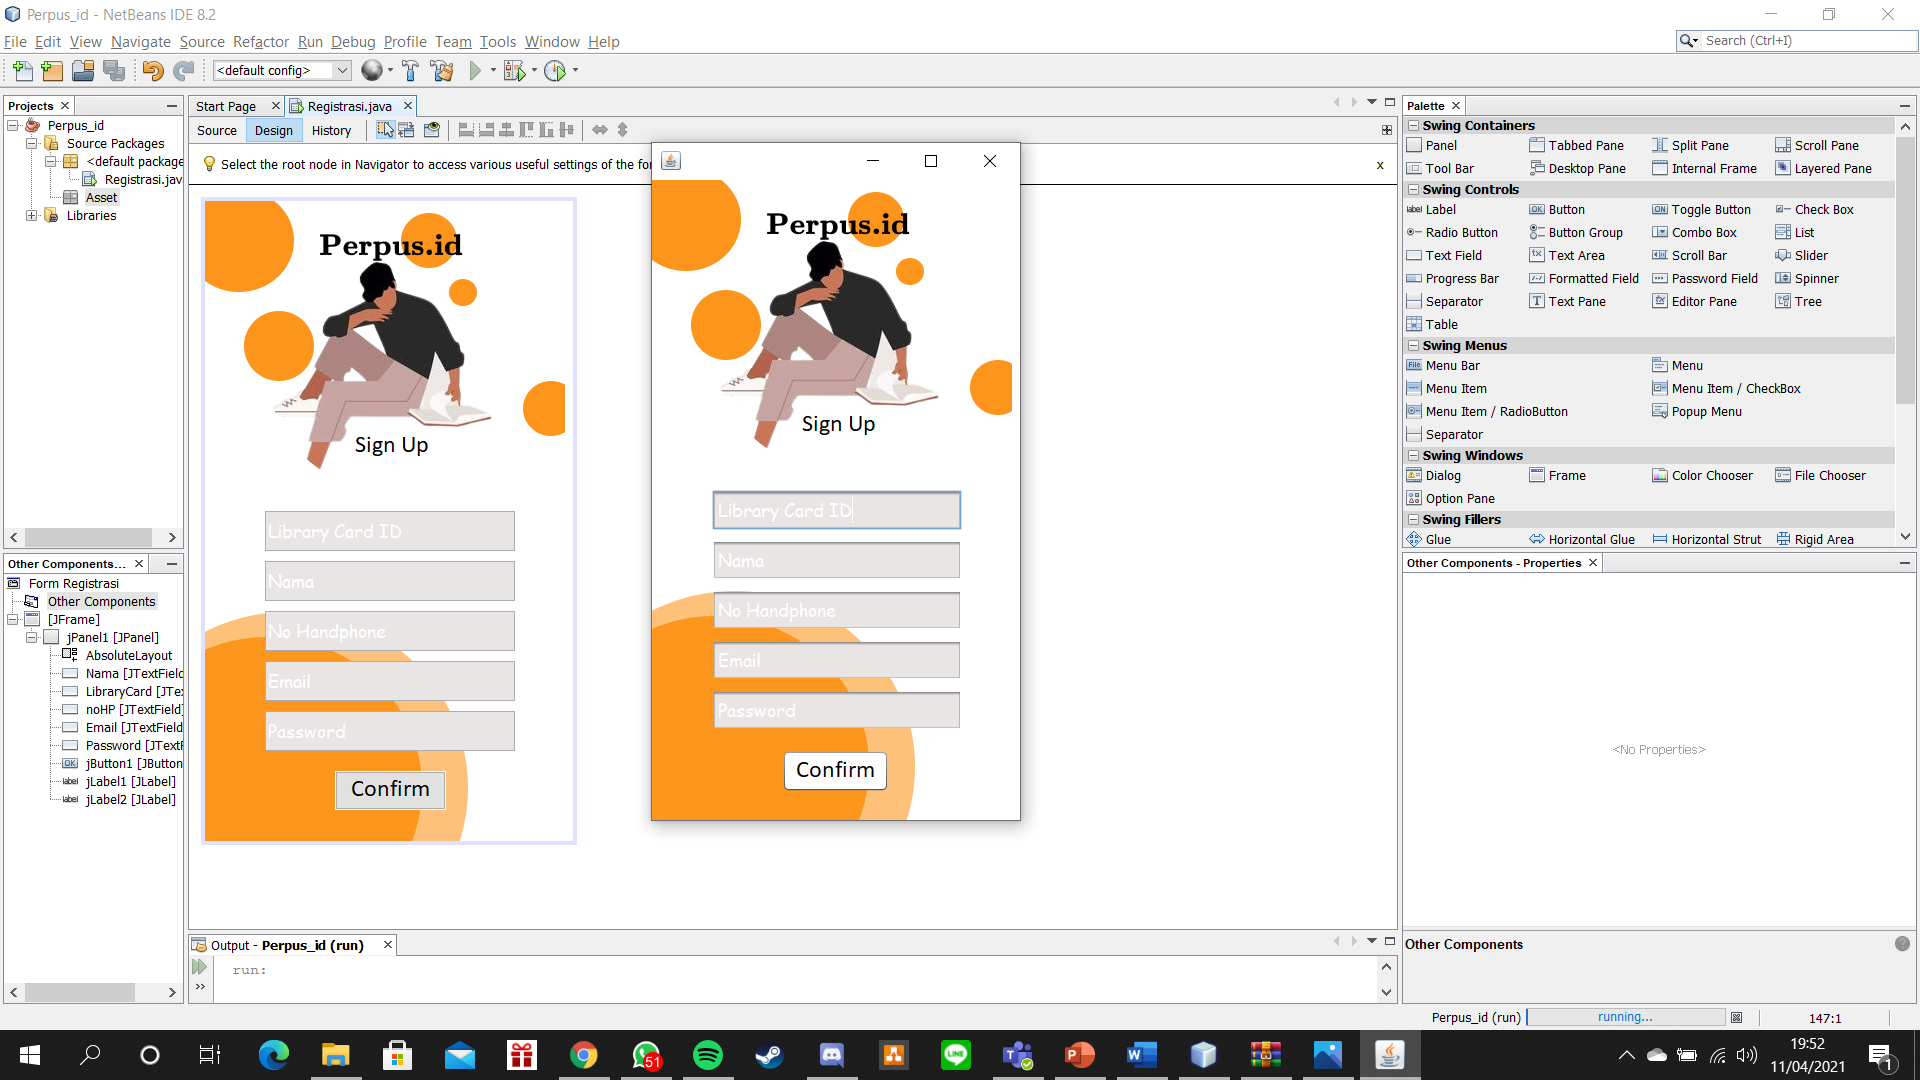 Perpus_id - NetBeans IDE 8.2
File Edit View Navigate Source Refactor Run Debug Profile Team Tools Window Help
Search (Ctrl+I)
<default config>
Projects
Perpus_id
Source Packages
<default package
Registrasi.java
Asset
Libraries
Start Page
Registrasi.java
Source Design History
Select the root node in Navigator to access various useful settings of the for
x
Perpus.id
Sign Up
Library Card ID
Nama
No Handphone
Email
Password
Confirm
Perpus.id
Sign Up
Library Card ID
Nama
No Handphone
Email
Password
Confirm
Palette
Swing Containers
Panel Tabbed Pane Split Pane Scroll Pane
Tool Bar Desktop Pane Internal Frame Layered Pane
Swing Controls
Label Button Toggle Button Check Box
Radio Button Button Group Combo Box List
Text Field Text Area Scroll Bar Slider
Progress Bar Formatted Field Password Field Spinner
Separator Text Pane Editor Pane Tree
Table
Swing Menus
Menu Bar Menu
Menu Item Menu Item / CheckBox
Menu Item / RadioButton Popup Menu
Separator
Swing Windows
Dialog Frame Color Chooser File Chooser
Option Pane
Swing Fillers
Glue Horizontal Glue Horizontal Strut Rigid Area
Other Components...
Form Registrasi
Other Components
[JFrame]
jPanel1 [JPanel]
AbsoluteLayout
Nama [JTextField
LibraryCard [JTex
noHP [JTextField]
Email [JTextField
Password [JTextF
jButton1 [JButton
jLabel1 [JLabel]
jLabel2 [JLabel]
Other Components - Properties
<No Properties>
Other Components
Output - Perpus_id (run)
run:
Perpus_id (run) running... 147:1
51
19:52
11/04/2021
1